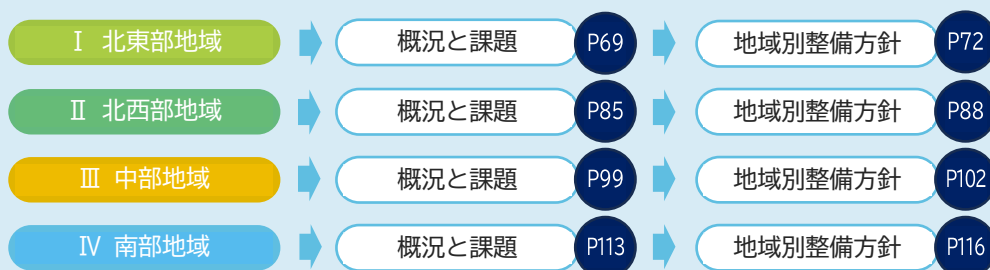 Ⅰ 北東部地域 概況と課題 P69 地域別整備方針 P72
Ⅱ 北西部地域 概況と課題 P85 地域別整備方針 P88
Ⅲ 中部地域 概況と課題 P99 地域別整備方針 P102
Ⅳ 南部地域 概況と課題 P113 地域別整備方針 P116